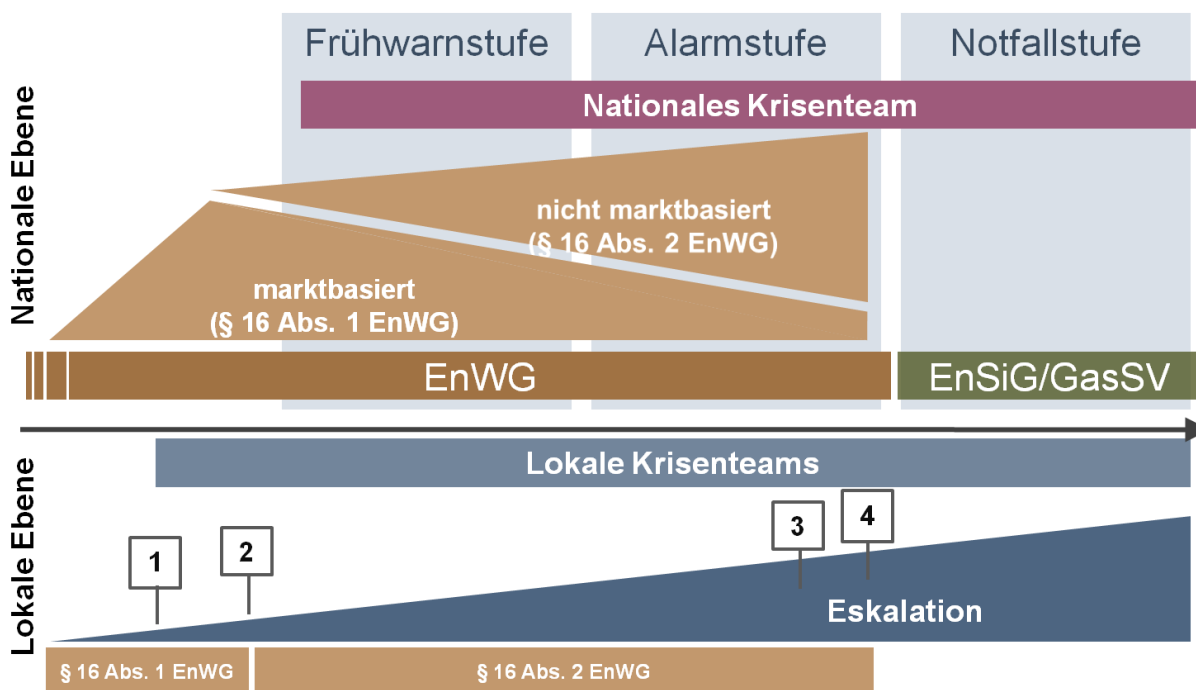 Frühwarnstufe
Alarmstufe
Notfallstufe
Nationales Krisenteam
Nationale Ebene
nicht marktbasiert
(§ 16 Abs. 2 EnWG)
marktbasiert
(§ 16 Abs. 1 EnWG)
EnWG
EnSiG/GasSV
Lokale Ebene
Lokale Krisenteams
1
2
3
4
Eskalation
§ 16 Abs. 1 EnWG
§ 16 Abs. 2 EnWG